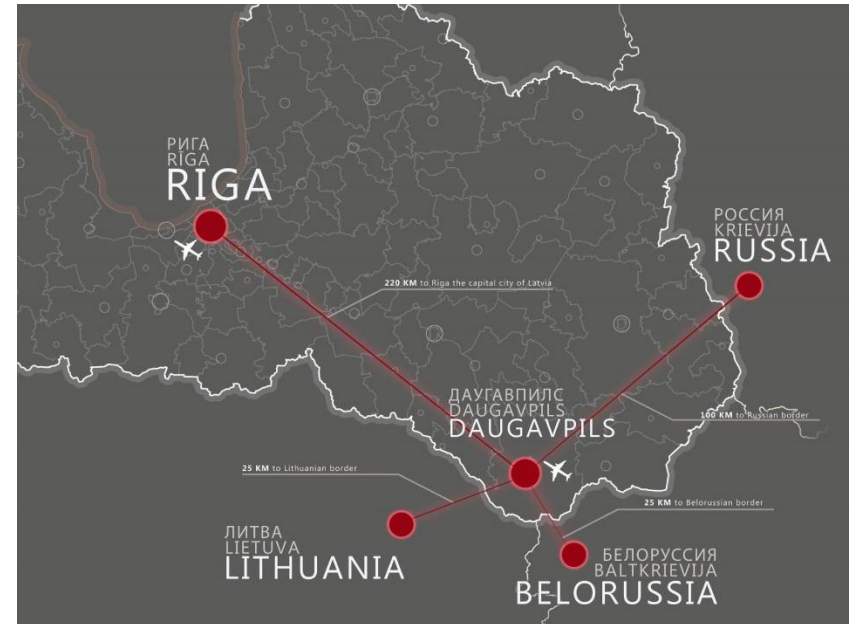 РИГА
RĪGA
RIGA
РОССИЯ
KRIEVIJA
RUSSIA
220 KM to Riga the capital city of Latvia
ДАУГАВПИЛС
DAUGAVPILS
DAUGAVPILS
100 KM to Russian border
25 KM to Lithuanian border
25 KM to Belorussian border
ЛИТВА
LIETUVA
LITHUANIA
БЕЛОРУССИЯ
BALTKRIEVIJA
BELORUSSIA